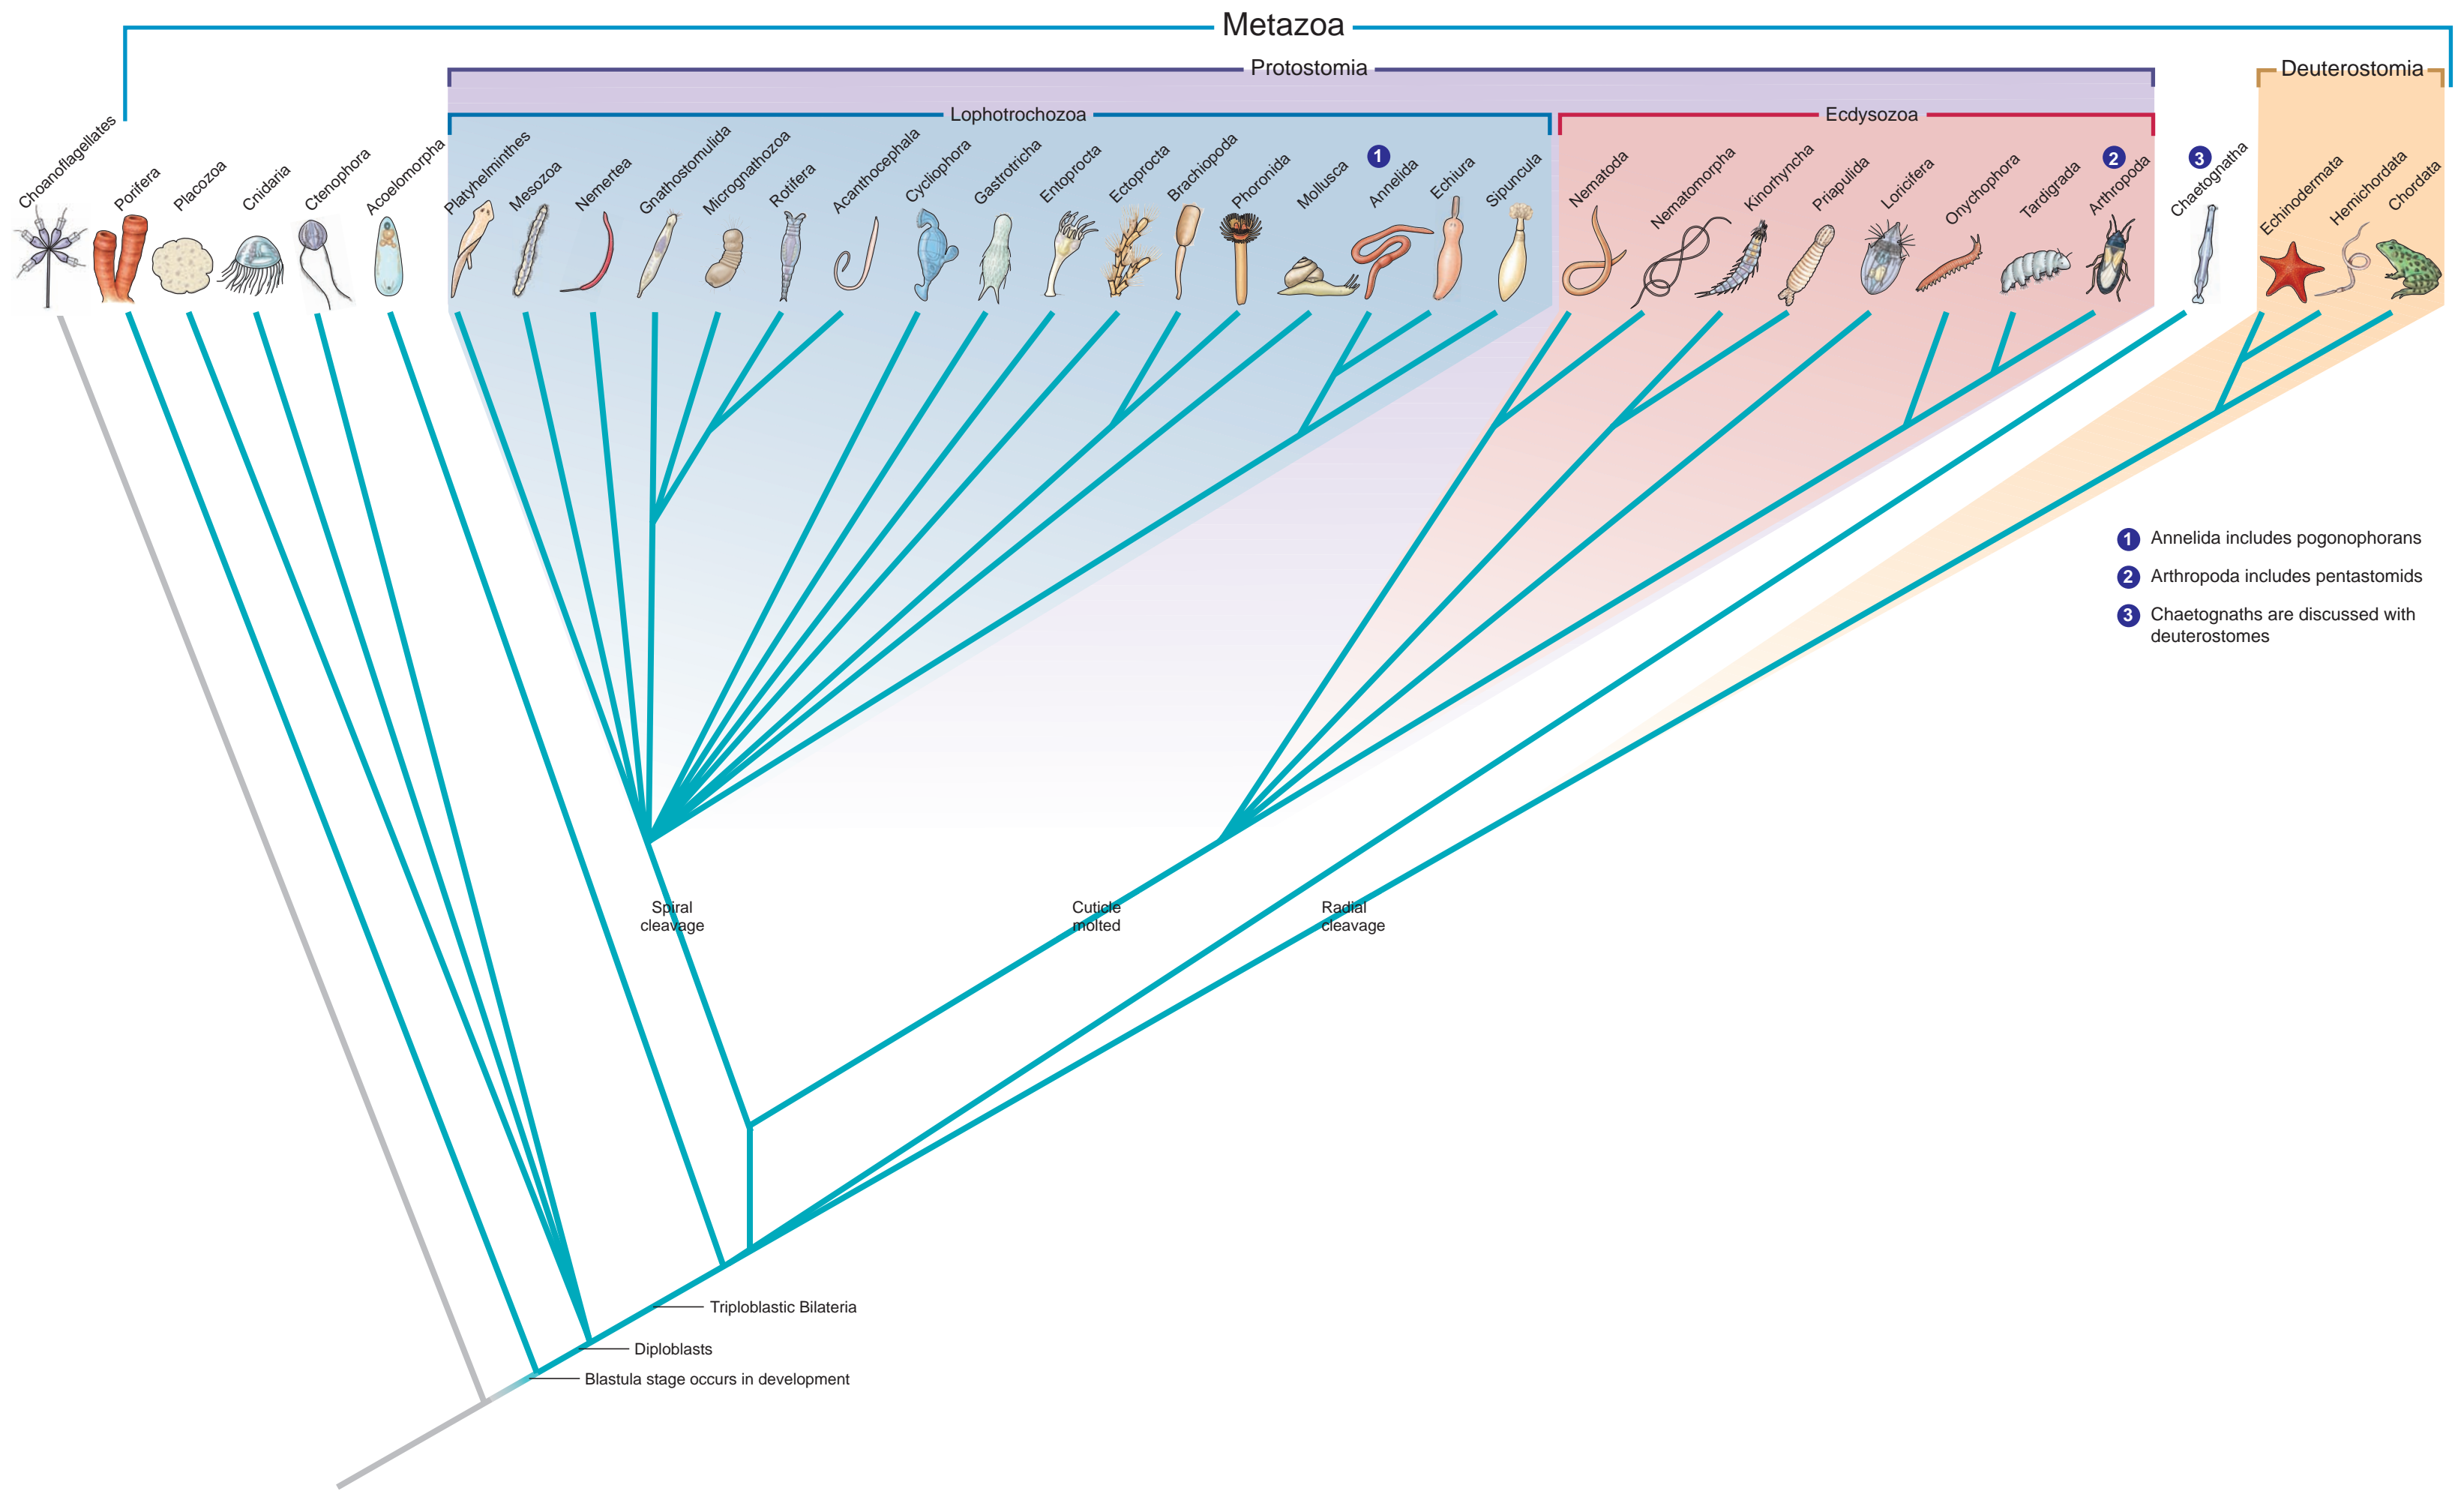 Metazoa
Protostomia
Deuterostomia
Lophotrochozoa
Ecdysozoa
Choanoflagellates
Porifera
Placozoa
Cnidaria
Ctenophora
Acoelomorpha
Platyhelminthes
Mesozoa
Nemertea
Gnathostomulida
Micrognathozoa
Rotifera
Acanthocephala
Cycliophora
Gastrotricha
Entoprocta
Ectoprocta
Brachiopoda
Phoronida
Mollusca
1
Annelida
Echiura
Sipuncula
Nematoda
Nematomorpha
Kinorhyncha
Priapulida
Loricifera
Onychophora
Tardigrada
2
Arthropoda
3
Chaetognatha
Echinodermata
Hemichordata
Chordata
1 Annelida includes pogonophorans
2 Arthropoda includes pentastomids
3 Chaetognaths are discussed with
deuterostomes
Spiral
cleavage
Cuticle
molted
Radial
cleavage
Triploblastic Bilateria
Diploblasts
Blastula stage occurs in development